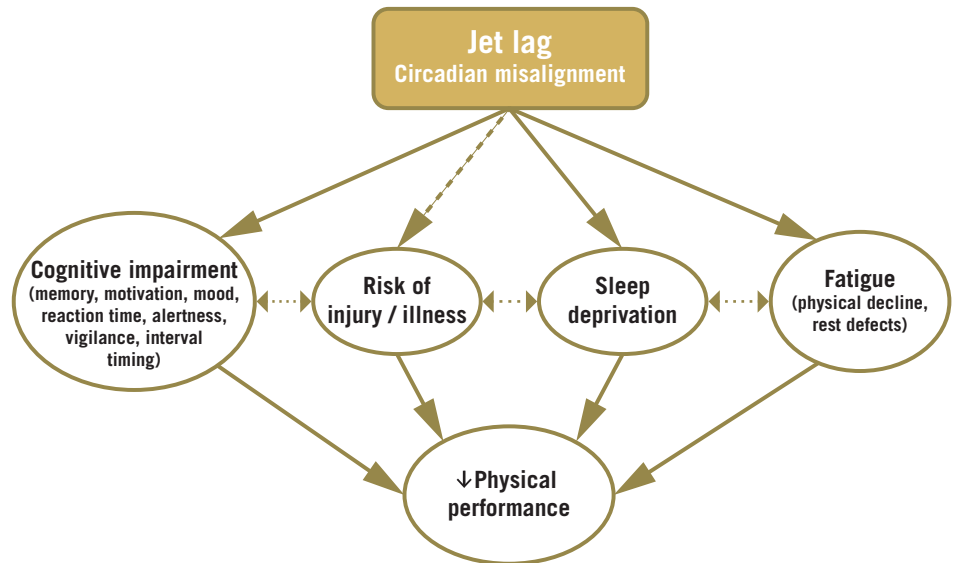 Jet lag
Circadian misalignment
Cognitive impairment
(memory, motivation, mood,
reaction time, alertness,
vigilance, interval
timing)
Risk of
injury / illness
Sleep
deprivation
Fatigue
(physical decline,
rest defects)
↓Physical
performance